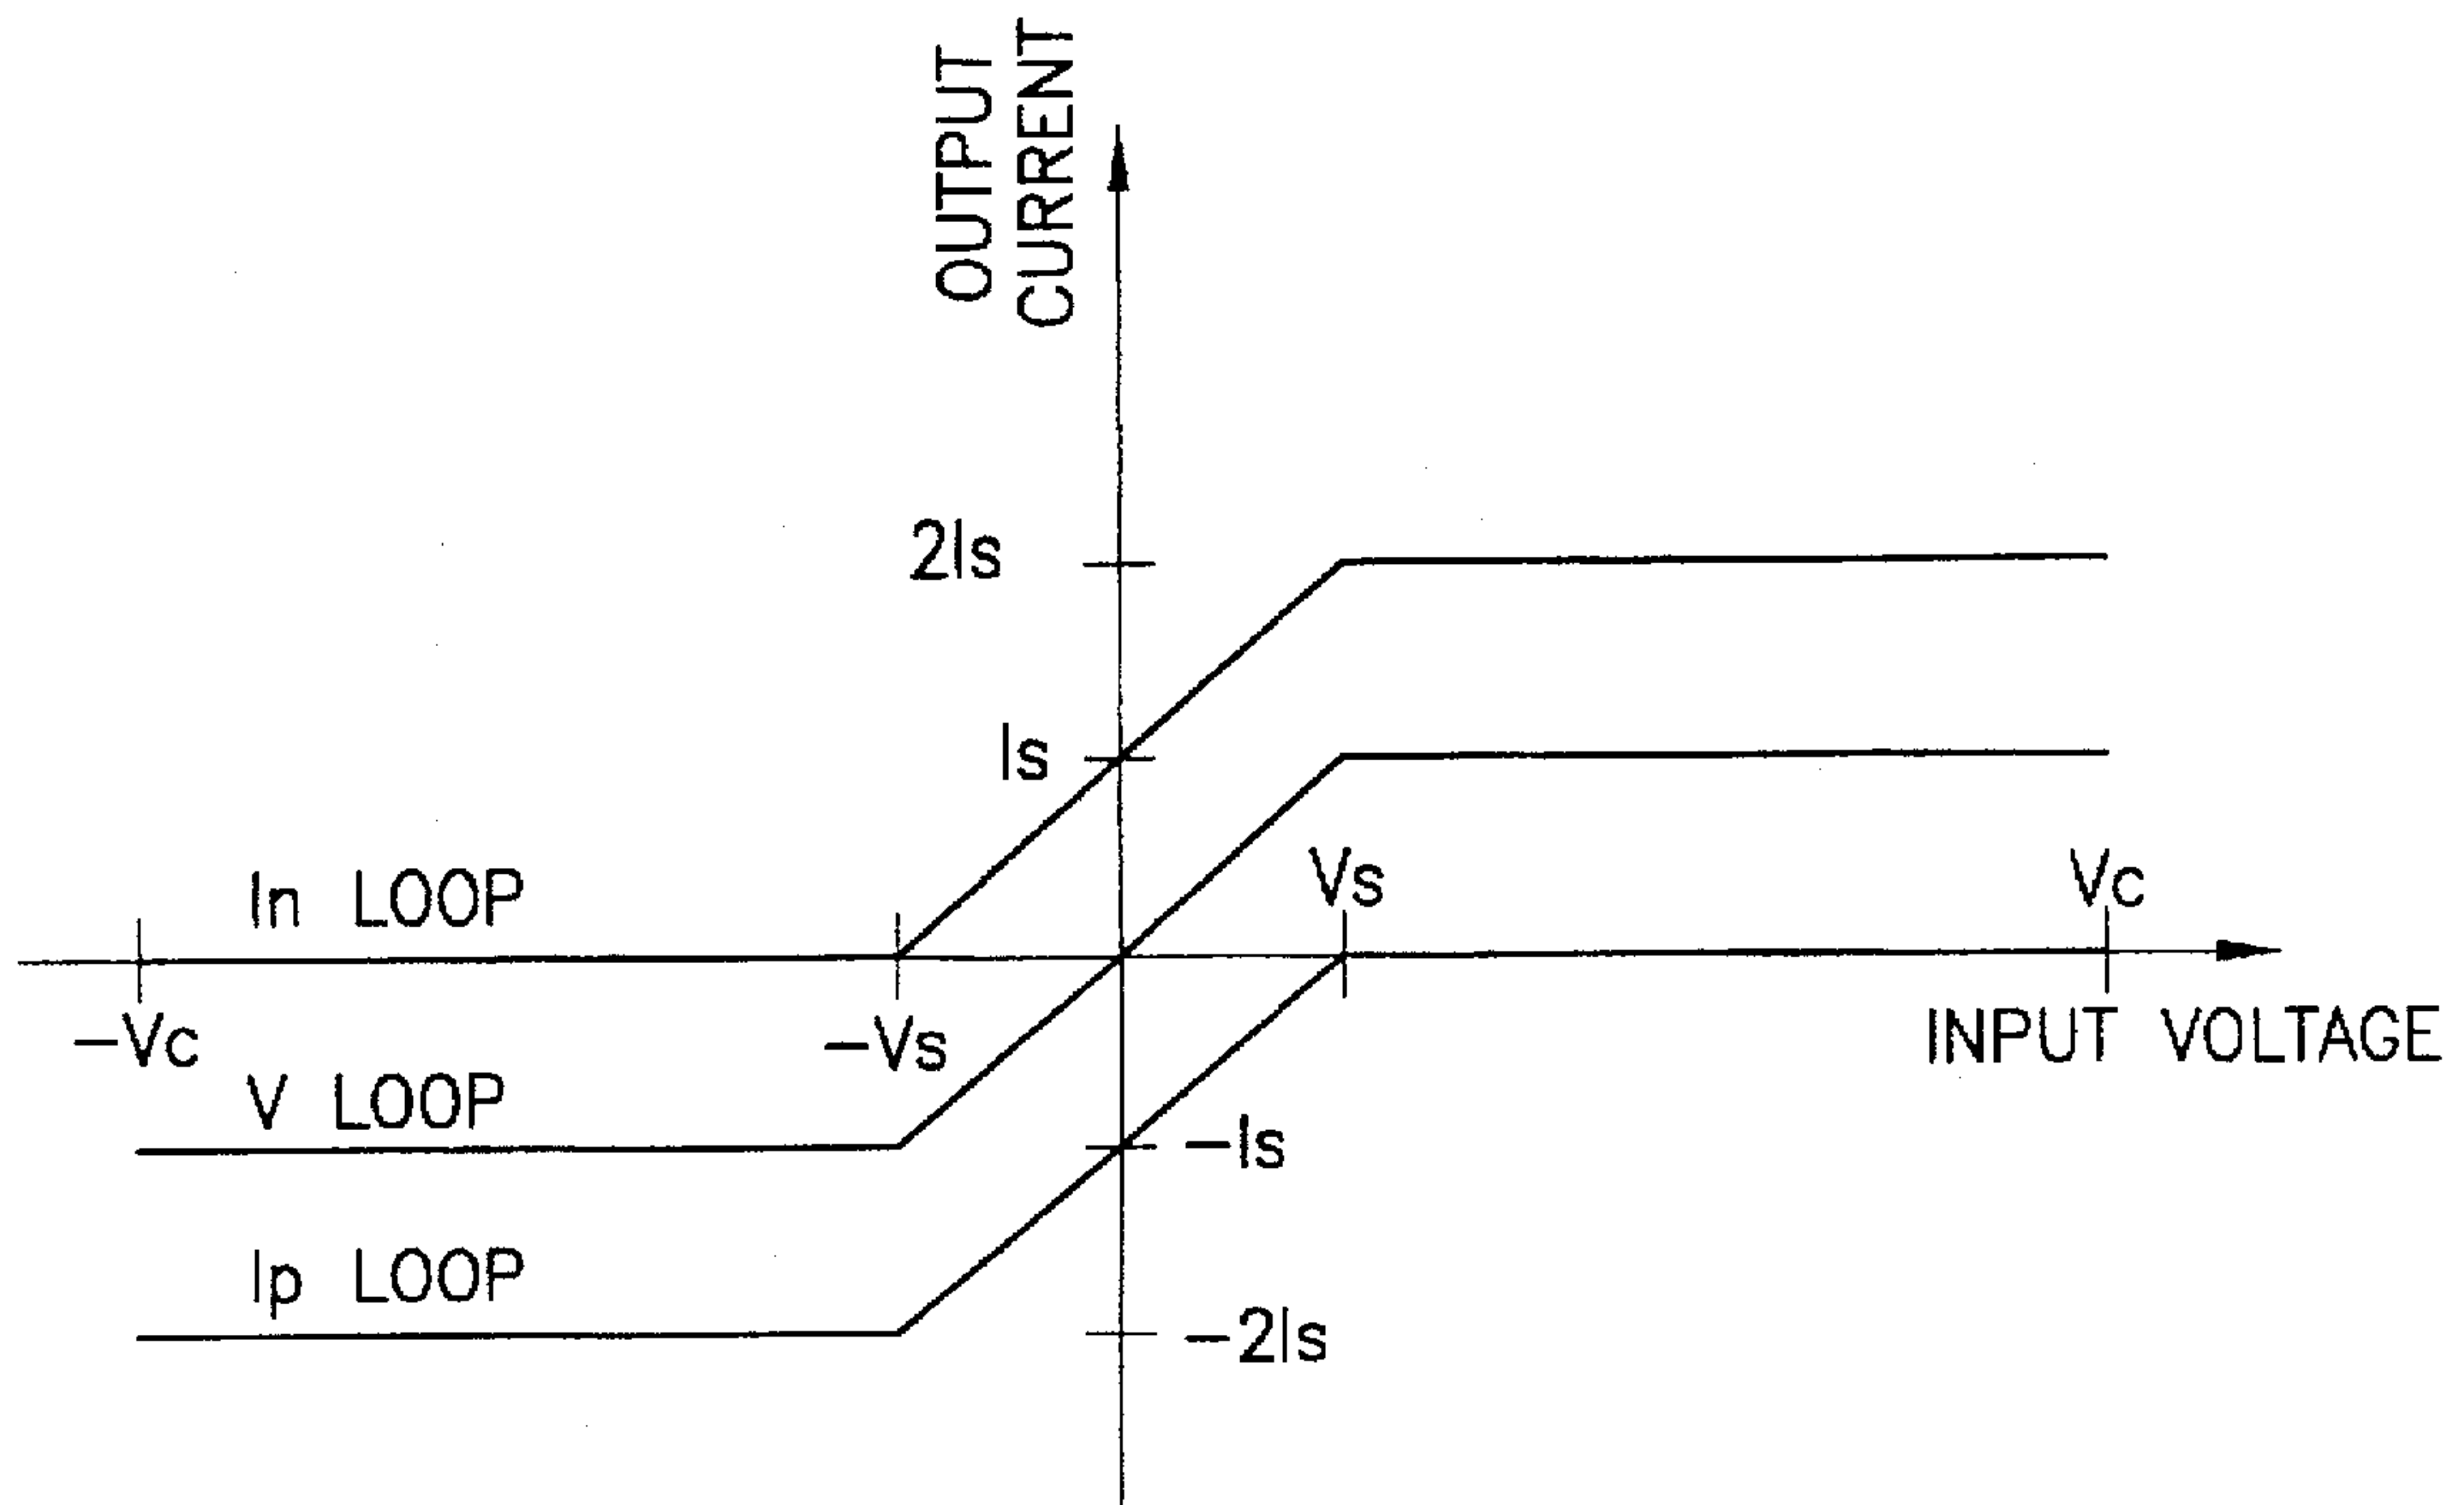 OUTPUT
CURRENT
2Is
Is
In LOOP
Vs
Vc
-Vc
-Vs
INPUT VOLTAGE
V LOOP
-Is
Ip LOOP
-2Is